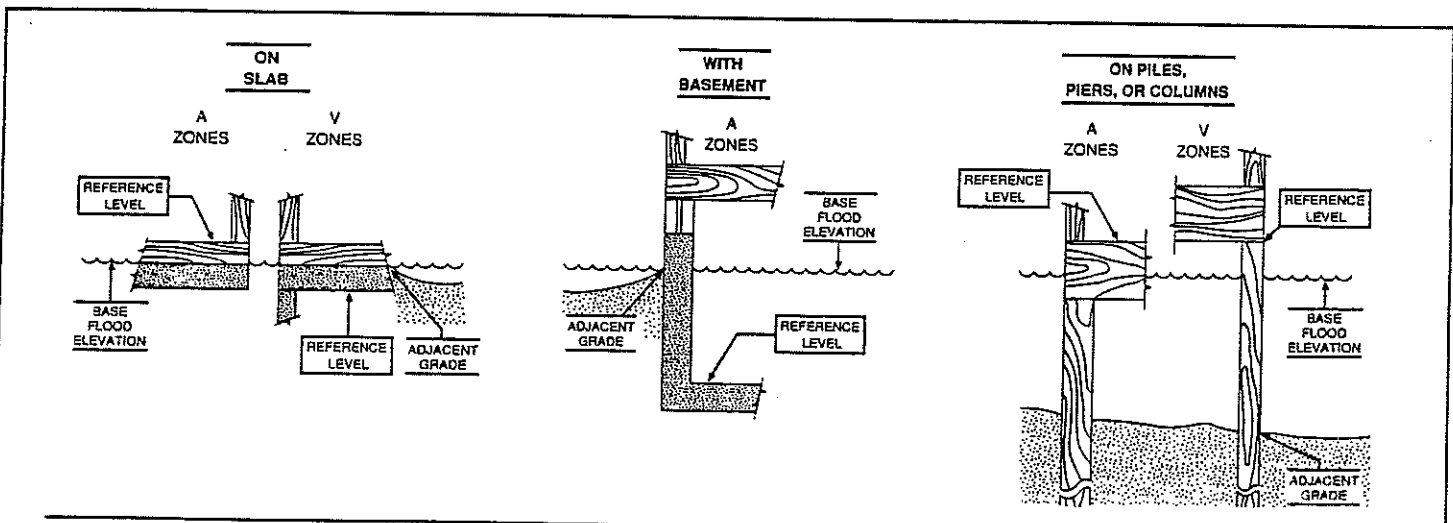 ON
SLAB
A
ZONES
V
ZONES
REFERENCE
LEVEL
BASE
FLOOD
ELEVATION
REFERENCE
LEVEL
ADJACENT
GRADE
WITH
BASEMENT
A
ZONES
BASE
FLOOD
ELEVATION
ADJACENT
GRADE
REFERENCE
LEVEL
ON PILES,
PIERS, OR COLUMNS
A
ZONES
V
ZONES
REFERENCE
LEVEL
REFERENCE
LEVEL
BASE
FLOOD
ELEVATION
ADJACENT
GRADE